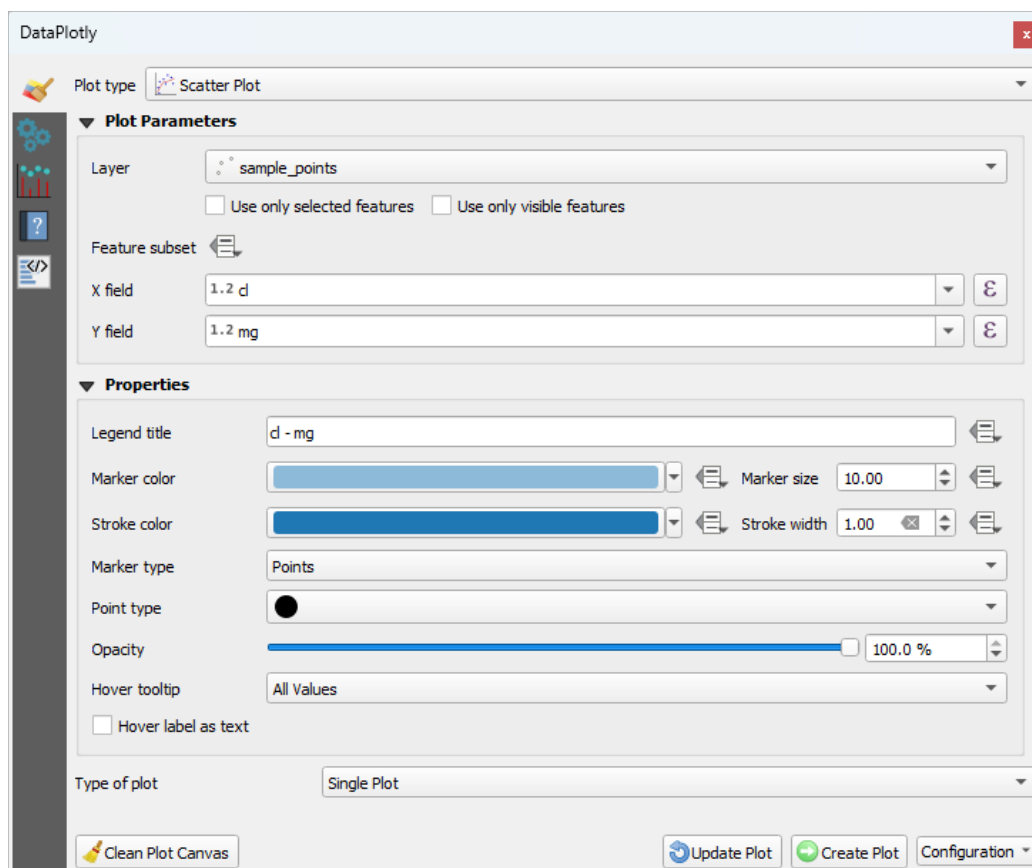 DataPlotly
x
Plot type Scatter Plot
Plot Parameters
Layer sample_points
Use only selected features Use only visible features
Feature subset
X field 1.2 cl ε
Y field 1.2 mg ε
Properties
Legend title cl - mg
Marker color Marker size 10.00
Stroke color Stroke width 1.00
Marker type Points
Point type
Opacity 100.0 %
Hover tooltip All Values
Hover label as text
Type of plot Single Plot
Clean Plot Canvas Update Plot Create Plot Configuration